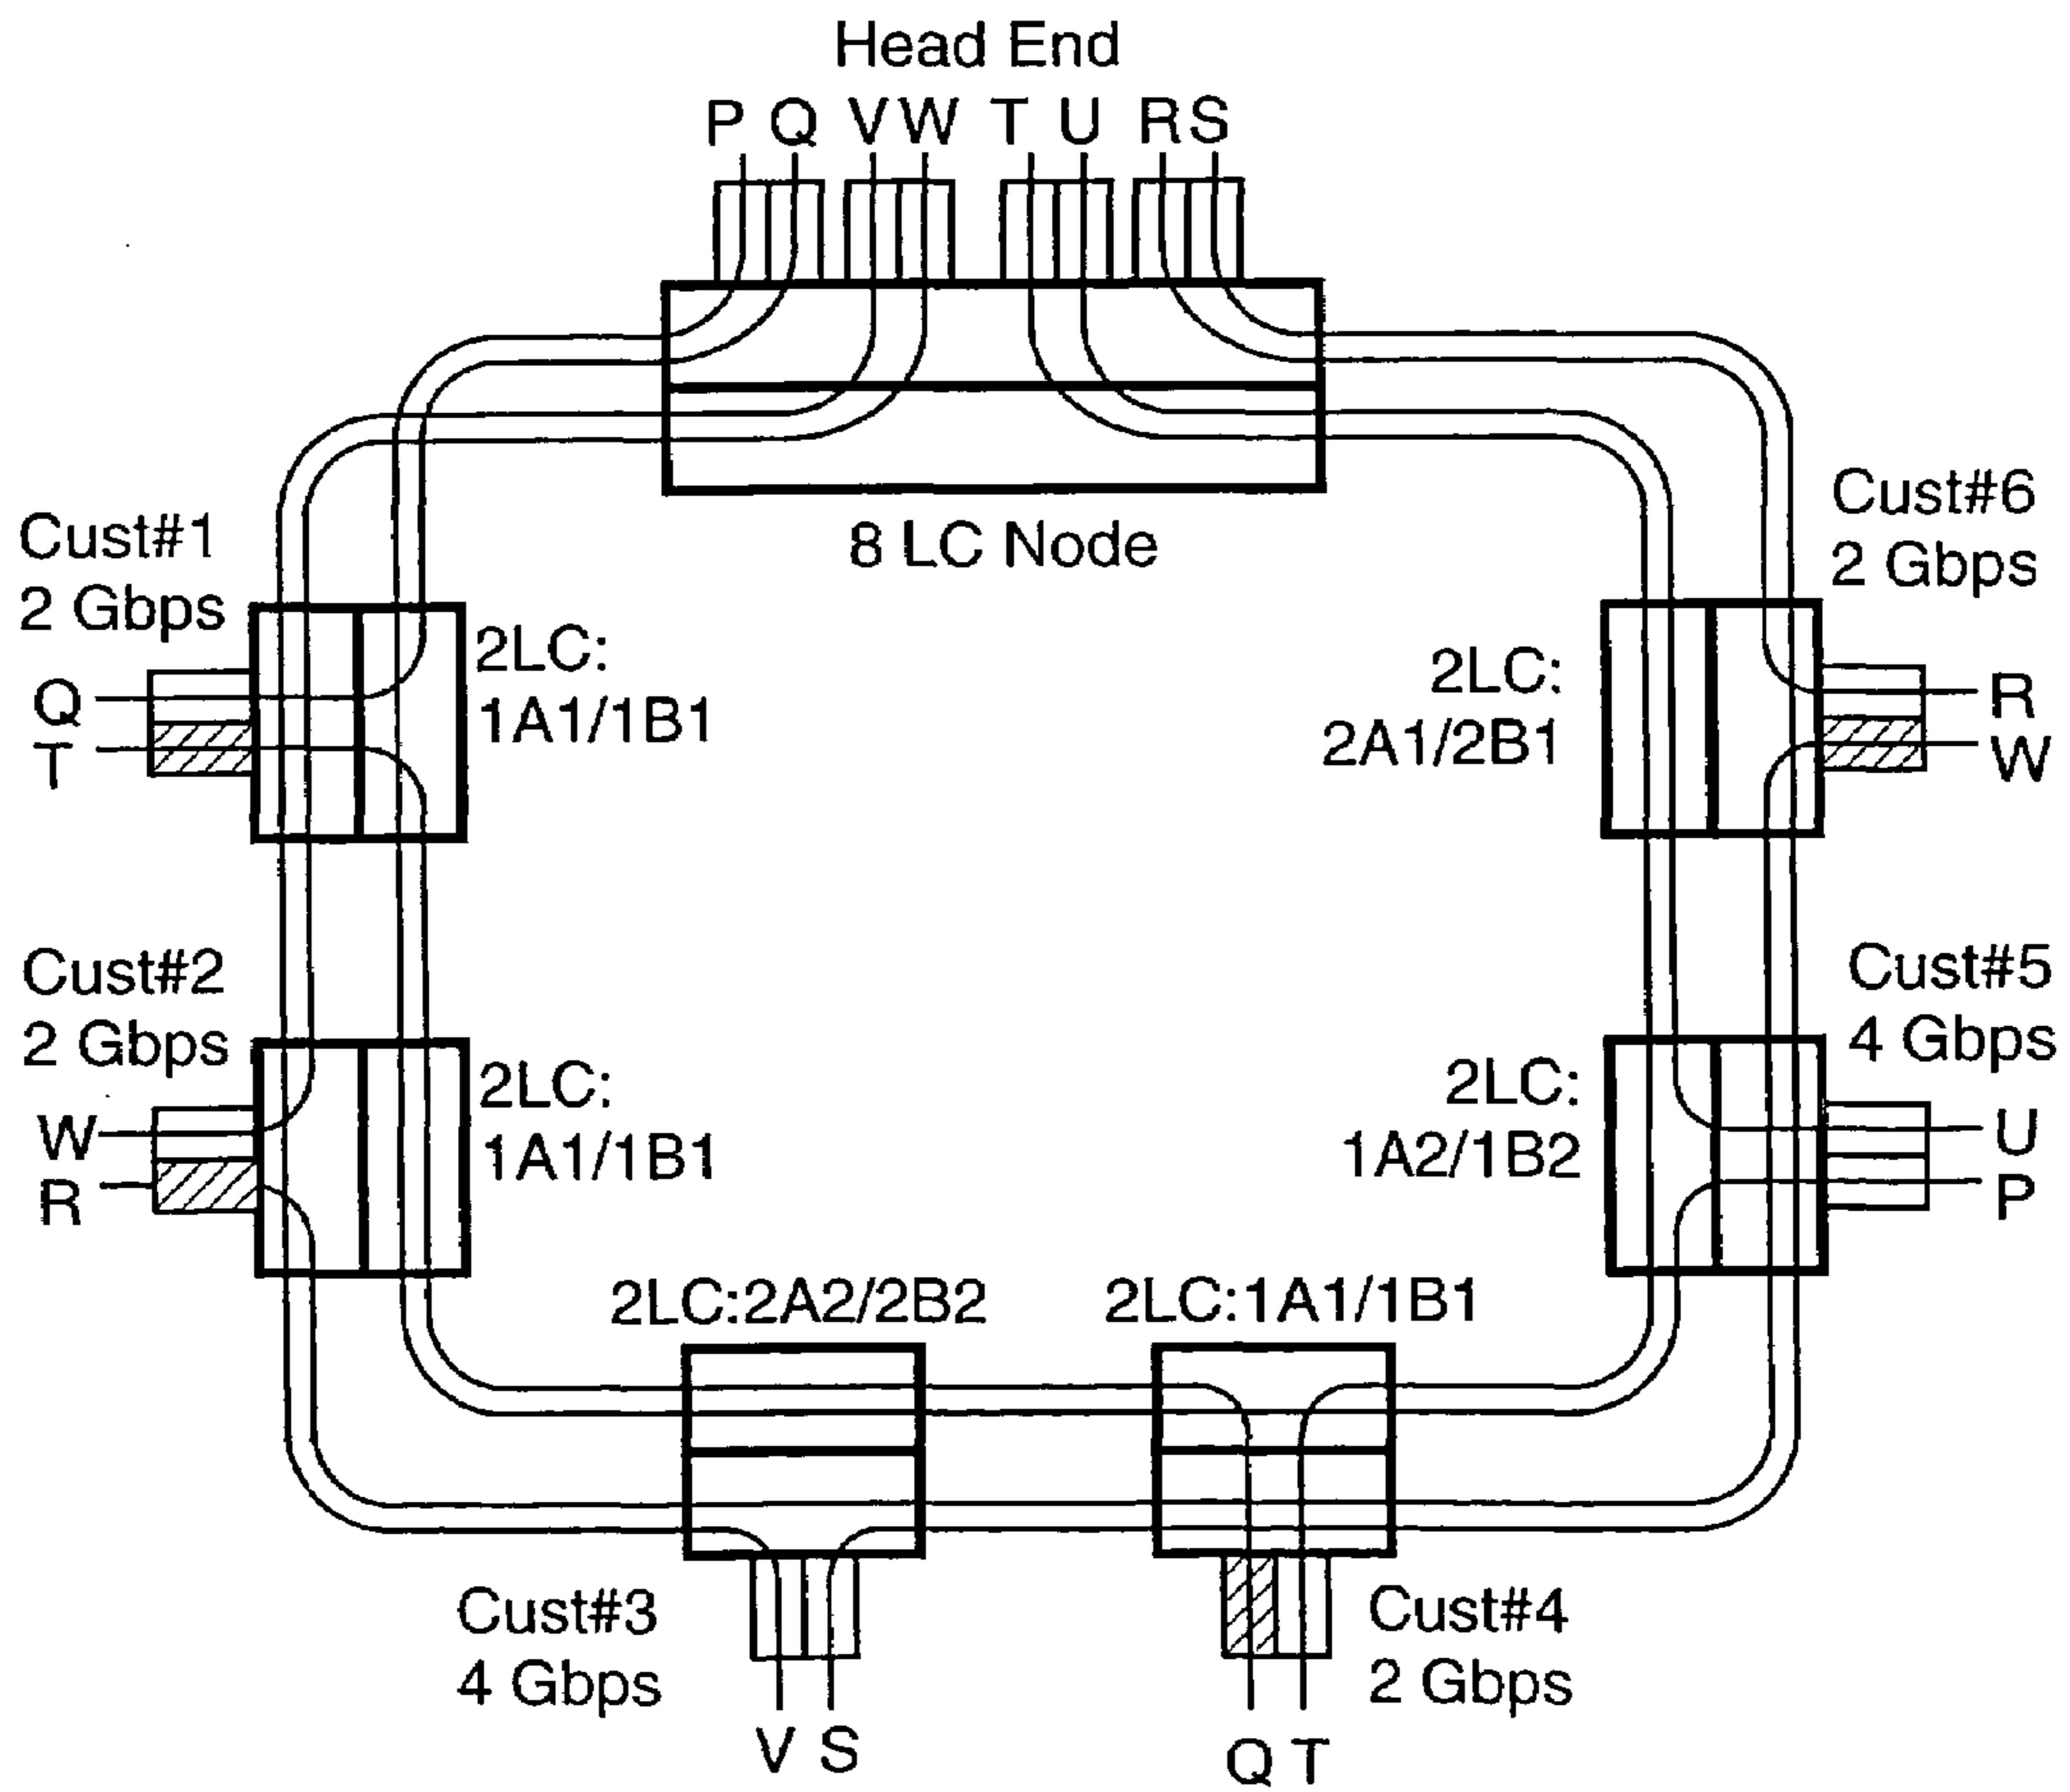 Head End
P Q V W T U R S
8 LC Node
Cust#1
2 Gbps
2LC:
1A1/1B1
Q
T
Cust#6
2 Gbps
2LC:
2A1/2B1
R
W
Cust#2
2 Gbps
2LC:
1A1/1B1
W
R
Cust#5
4 Gbps
2LC:
1A2/1B2
U
P
2LC:2A2/2B2
2LC:1A1/1B1
Cust#3
4 Gbps
V S
Cust#4
2 Gbps
Q T